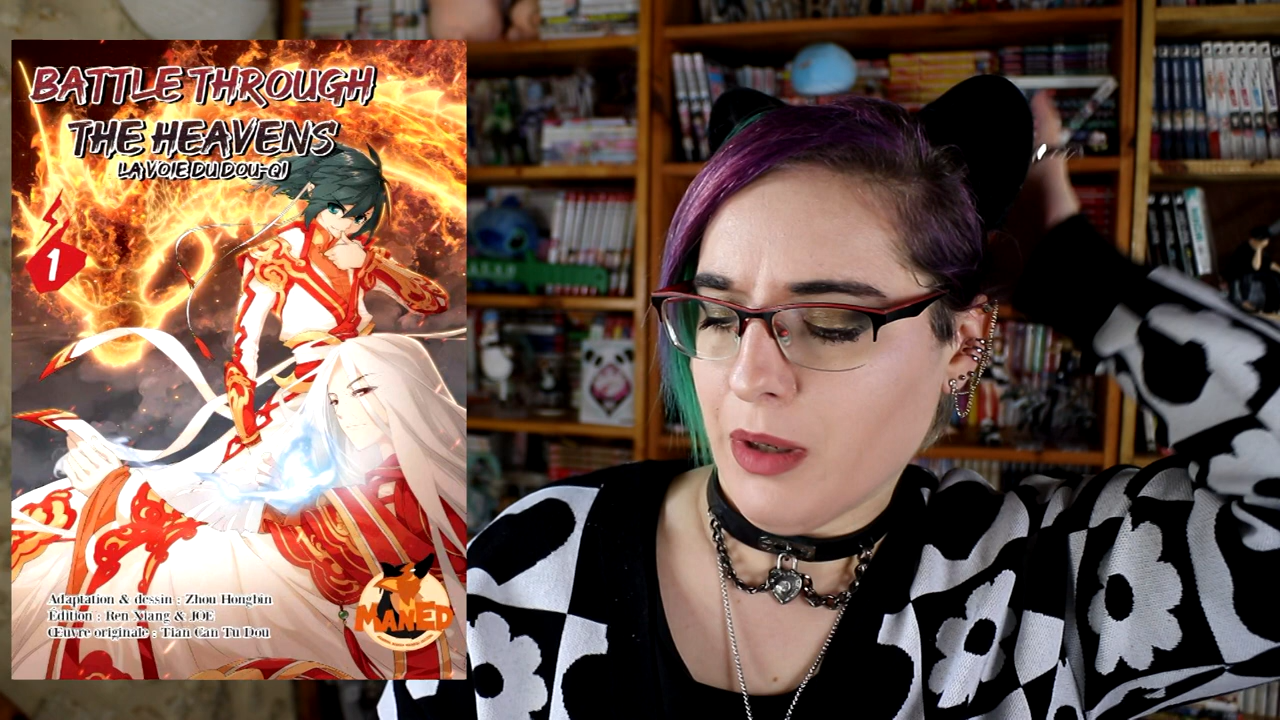 BATTLE THROUGH
THE HEAVENS
LA VOIE DU DOU-QI
1
Adaptation & dessin : Zhou Hongbin
Édition : Ren Xiang & JOE
Œuvre originale : Tian Can Tu Dou
MANED